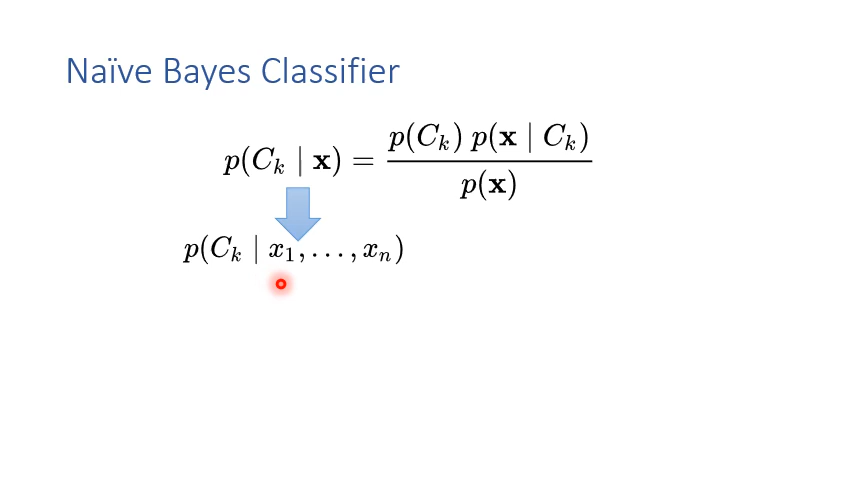 Naïve Bayes Classifier
p(C_k | x) = p(C_k) p(x | C_k) / p(x)
p(C_k | x_1, . . . , x_n)